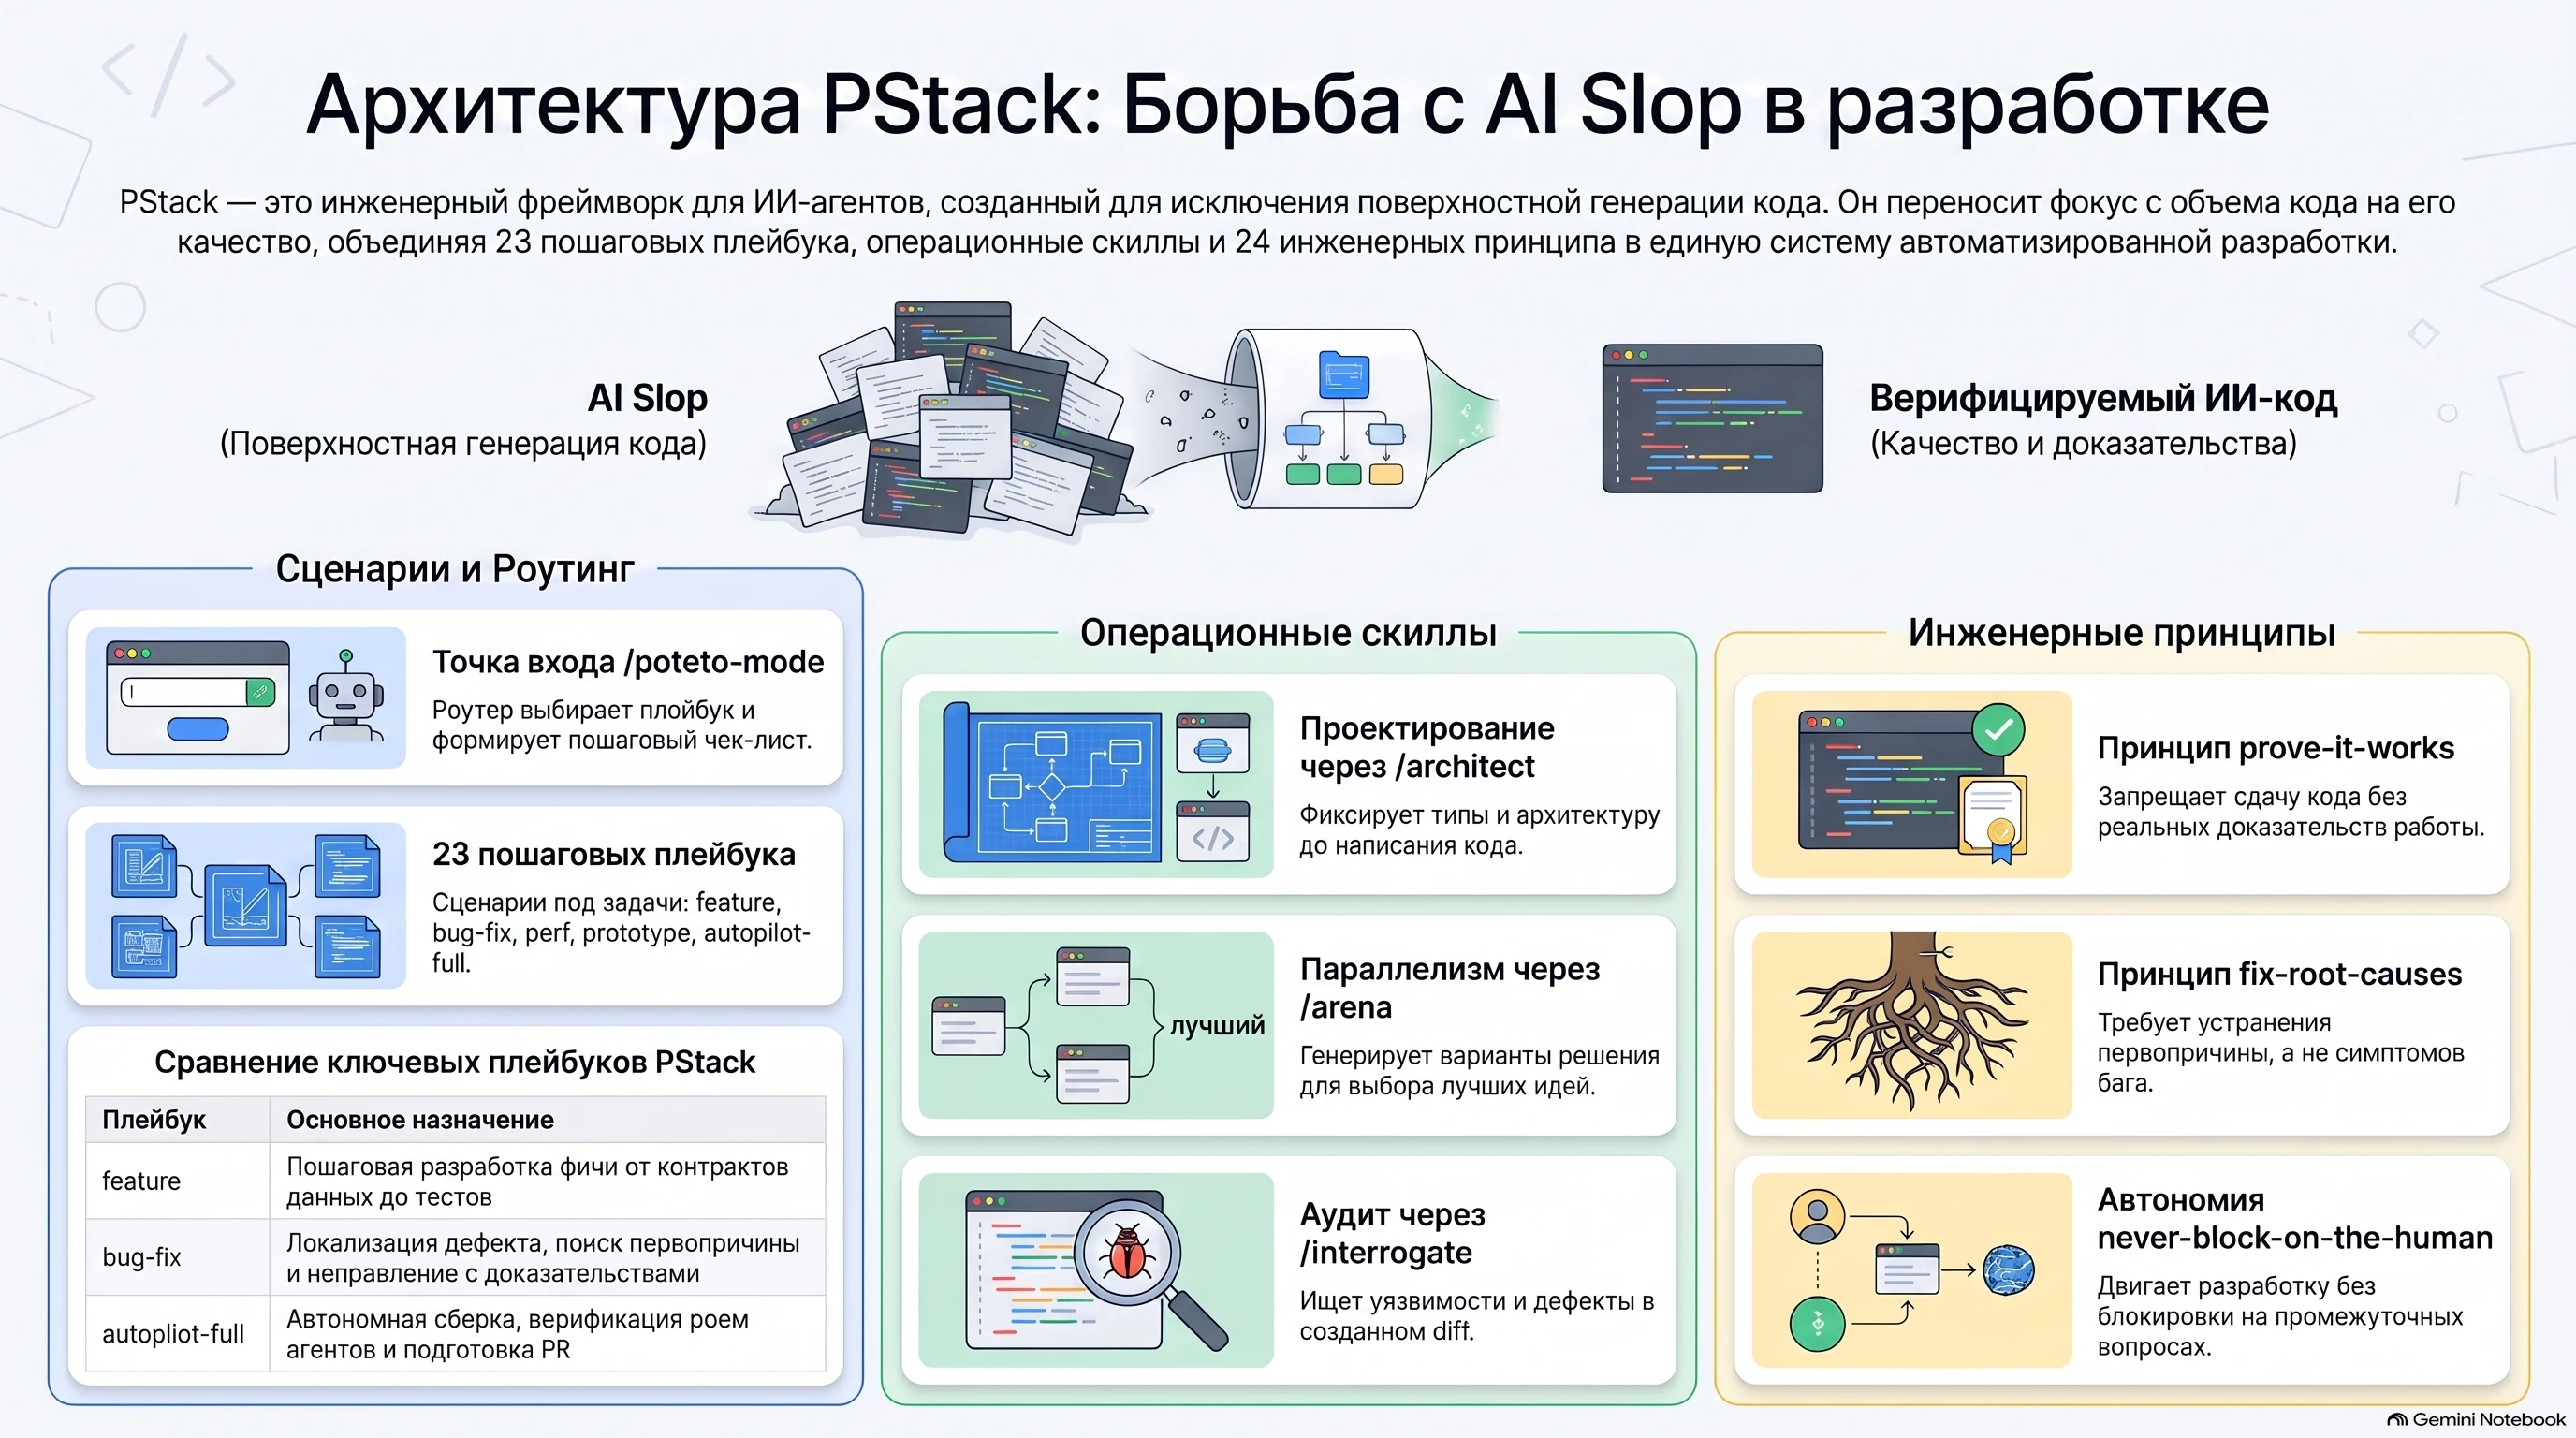 Архитектура PStack: Борьба с AI Slop в разработке
PStack — это инженерный фреймворк для ИИ-агентов, созданный для исключения поверхностной генерации кода. Он переносит фокус с объема кода на его
качество, объединяя 23 пошаговых плейбука, операционные скиллы и 24 инженерных принципа в единую систему автоматизированной разработки.
AI Slop
(Поверхностная генерация кода)
Верифицируемый ИИ-код
(Качество и доказательства)
Сценарии и Роутинг
Точка входа /poteto-mode
Роутер выбирает плойбук и
формирует пошаговый чек-лист.
23 пошаговых плейбука
Сценарии под задачи: feature,
bug-fix, perf, prototype, autopilot-
full.
Сравнение ключевых плейбуков PStack
Плейбук
Основное назначение
feature
Пошаговая разработка фичи от контрактов
данных до тестов
bug-fix
Локализация дефекта, поиск первопричины
и неправление с доказательствами
autopliot-full
Автономная сберка, верификация роем
агентов и подготовка PR
Операционные скиллы
Проектирование
через /architect
Фиксирует типы и архитектуру
до написания кода.
лучший
Параллелизм через
/arena
Генерирует варианты решения
для выбора лучших идей.
Аудит через
/interrogate
Ищет уязвимости и дефекты в
созданном diff.
Инженерные принципы
Принцип prove-it-works
Запрещает сдачу кода без
реальных доказательств работы.
Принцип fix-root-causes
Требует устранения
первопричины, а не симптомов
бага.
Автономия
never-block-on-the-human
Двигает разработку без
блокировки на промежуточных
вопросах.
Gemini Notebook